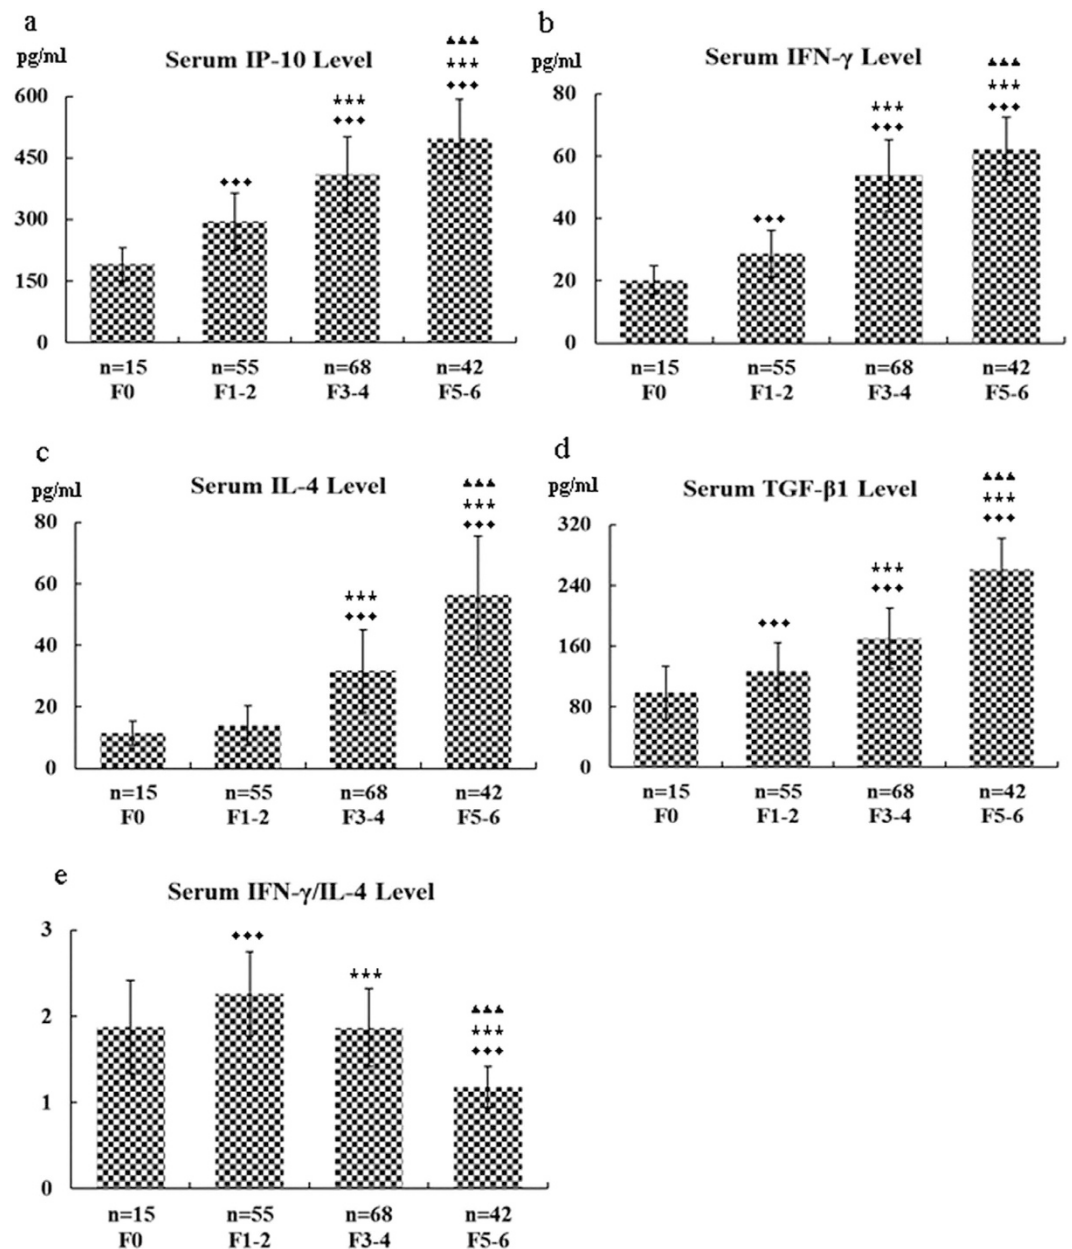 a
pg/ml
Serum IP-10 Level
600
450
300
150
0
n=15
n=55
n=68
n=42
F0
F1-2
F3-4
F5-6
b
pg/ml
Serum IFN-γ Level
80
60
40
20
0
n=15
n=55
n=68
n=42
F0
F1-2
F3-4
F5-6
c
pg/ml
Serum IL-4 Level
80
60
40
20
0
n=15
n=55
n=68
n=42
F0
F1-2
F3-4
F5-6
d
pg/ml
Serum TGF-β1 Level
320
240
160
80
0
n=15
n=55
n=68
n=42
F0
F1-2
F3-4
F5-6
e
Serum IFN-γ/IL-4 Level
3
2
1
0
n=15
n=55
n=68
n=42
F0
F1-2
F3-4
F5-6